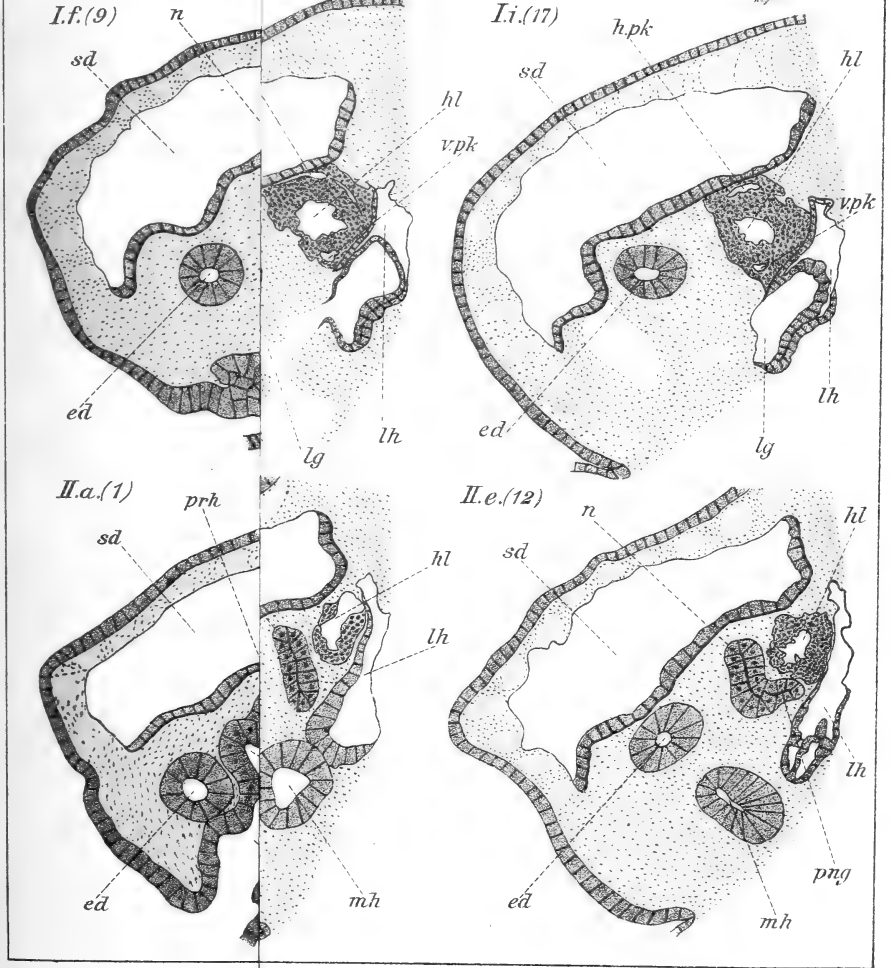 I.f.(9)
n
sd
hl
v.pk
ed
lg
lh
I.i.(17)
h.pk
sd
hl
v.pk
ed
lg
lh
II.a.(1)
prh
sd
hl
lh
ed
mh
II.e.(12)
n
sd
hl
lh
ed
mh
png